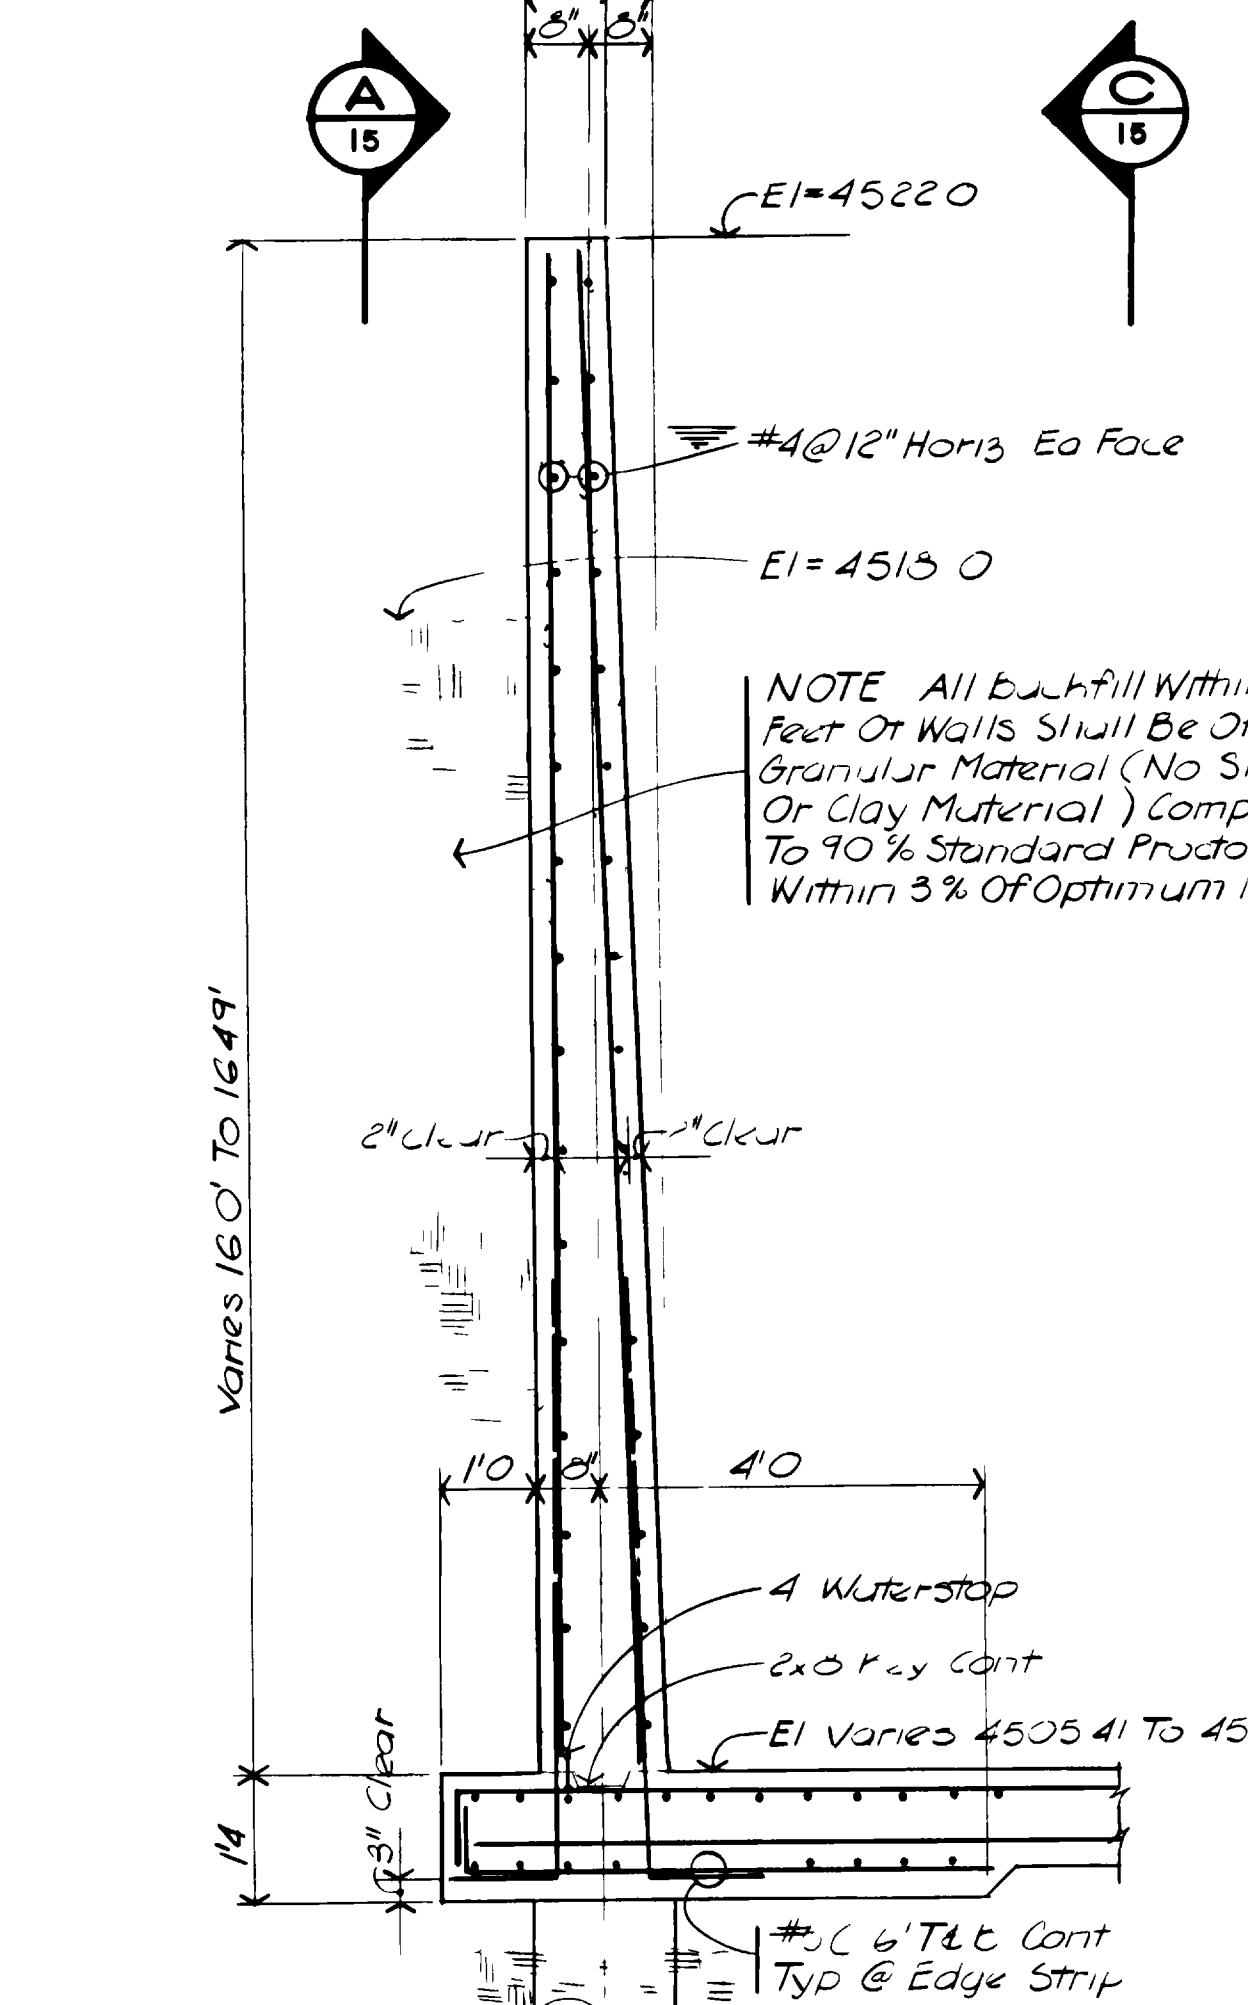 8" 8"
A
15
C
15
El=4522 0
#4@12" Horiz Ea Face
El= 4518 0
NOTE All Backfill Within
Feet Of Walls Shall Be Of
Granular Material (No Si
Or Clay Material) Comp
To 90% Standard Procto
Within 3% Of Optimum
Varies 16 0' To 16 49'
2" Clear
"Clear
1'0 8" 4'0
4 Waterstop
2x8 Key Cont
El Varies 4505 41 To 45
3" Clear
1'4
6" T&B Cont
Typ @ Edge Strip